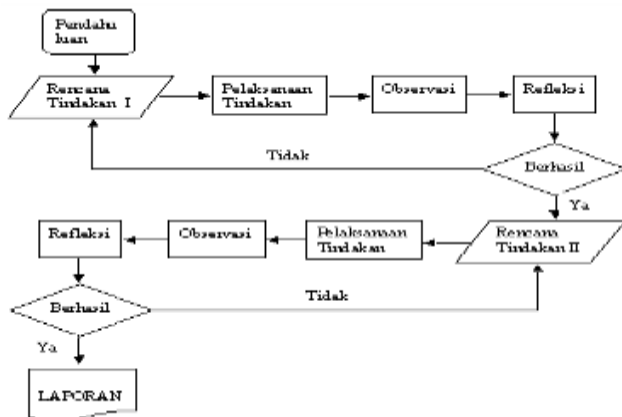 Pendahu
luan
Rencana
Tindakan I
Pelaksanaan
Tindakan
Observasi
Refleksi
Tidak
Berhasil
Ya
Refleksi
Observasi
Pelaksanaan
Tindakan
Rencana
Tindakan II
Berhasil
Tidak
Ya
LAPORAN